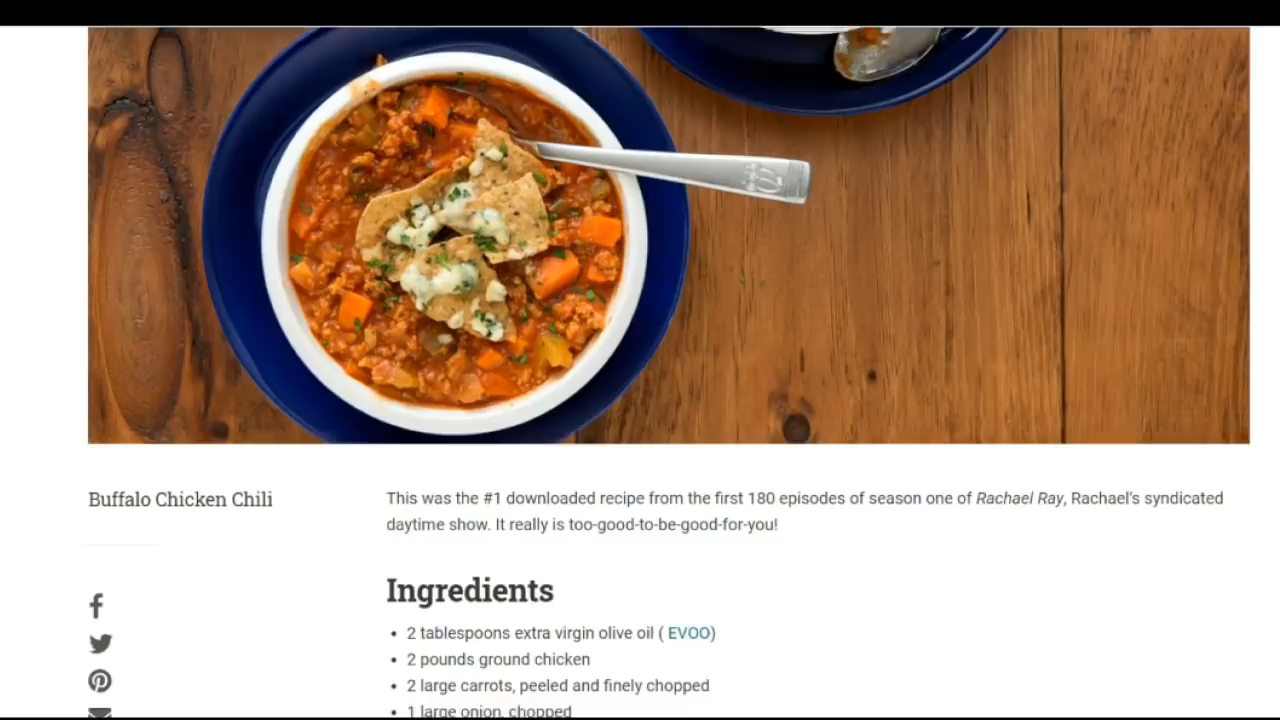 Buffalo Chicken Chili
This was the #1 downloaded recipe from the first 180 episodes of season one of Rachael Ray, Rachael's syndicated
daytime show. It really is too-good-to-be-good-for-you!
Ingredients
• 2 tablespoons extra virgin olive oil ( EVOO)
• 2 pounds ground chicken
• 2 large carrots, peeled and finely chopped
• 1 large onion, chopped